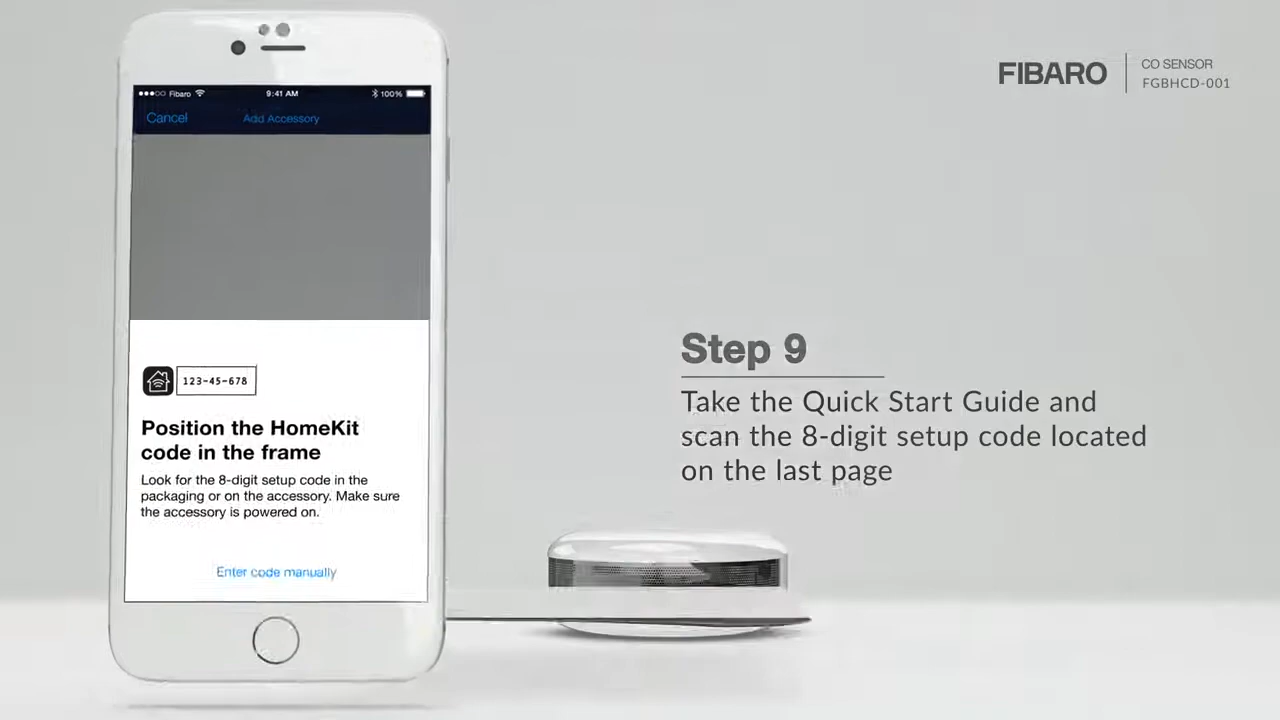 FIBARO
CO SENSOR
FGBHCD-001
Fibaro 9:41 AM 100%
Cancel Add Accessory
123-45-678
Position the HomeKit
code in the frame
Look for the 8-digit setup code in the
packaging or on the accessory. Make sure
the accessory is powered on.
Enter code manually
Step 9
Take the Quick Start Guide and
scan the 8-digit setup code located
on the last page